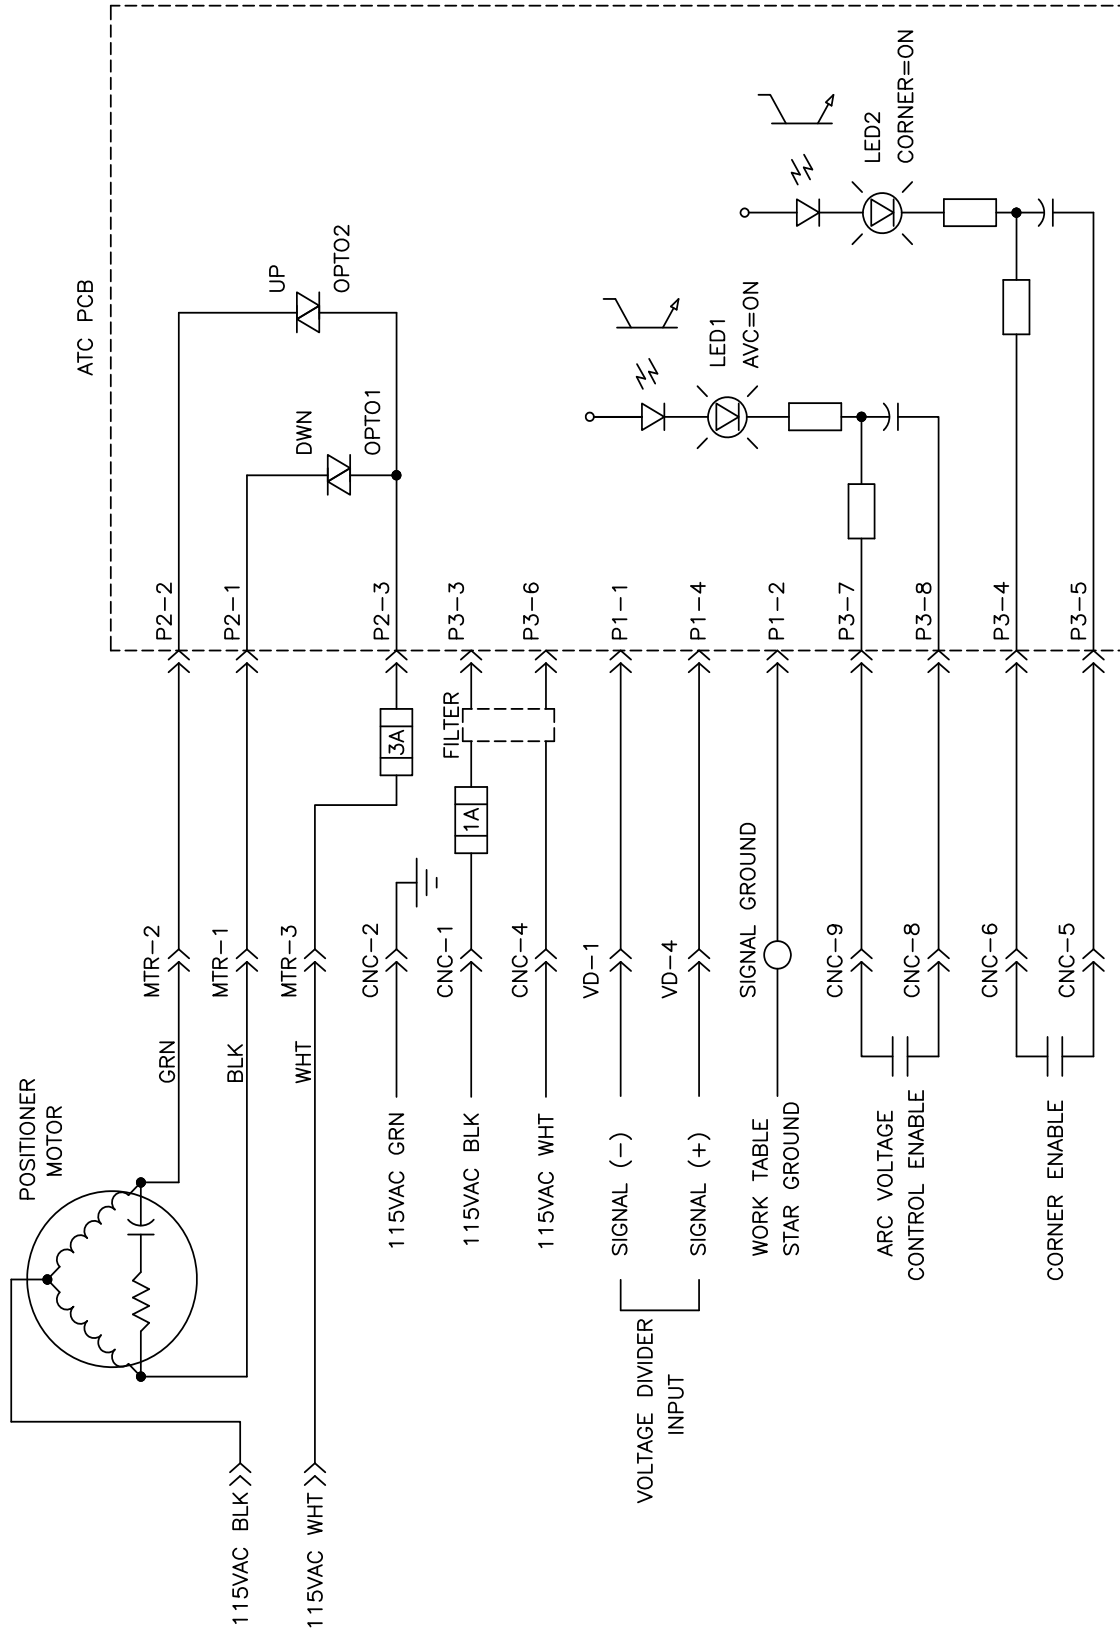 ATC PCB
POSITIONER
MOTOR
GRN
MTR-2
P2-2
UP
OPTO2
BLK
MTR-1
P2-1
DWN
OPTO1
115VAC BLK
115VAC WHT
WHT
MTR-3
3A
P2-3
115VAC GRN
CNC-2
115VAC BLK
CNC-1
1A
FILTER
P3-3
115VAC WHT
CNC-4
P3-6
VOLTAGE DIVIDER
INPUT
SIGNAL (-)
VD-1
P1-1
SIGNAL (+)
VD-4
P1-4
WORK TABLE
STAR GROUND
SIGNAL GROUND
P1-2
ARC VOLTAGE
CONTROL ENABLE
CNC-9
P3-7
CNC-8
P3-8
LED1
AVC=ON
CORNER ENABLE
CNC-6
P3-4
CNC-5
P3-5
LED2
CORNER=ON